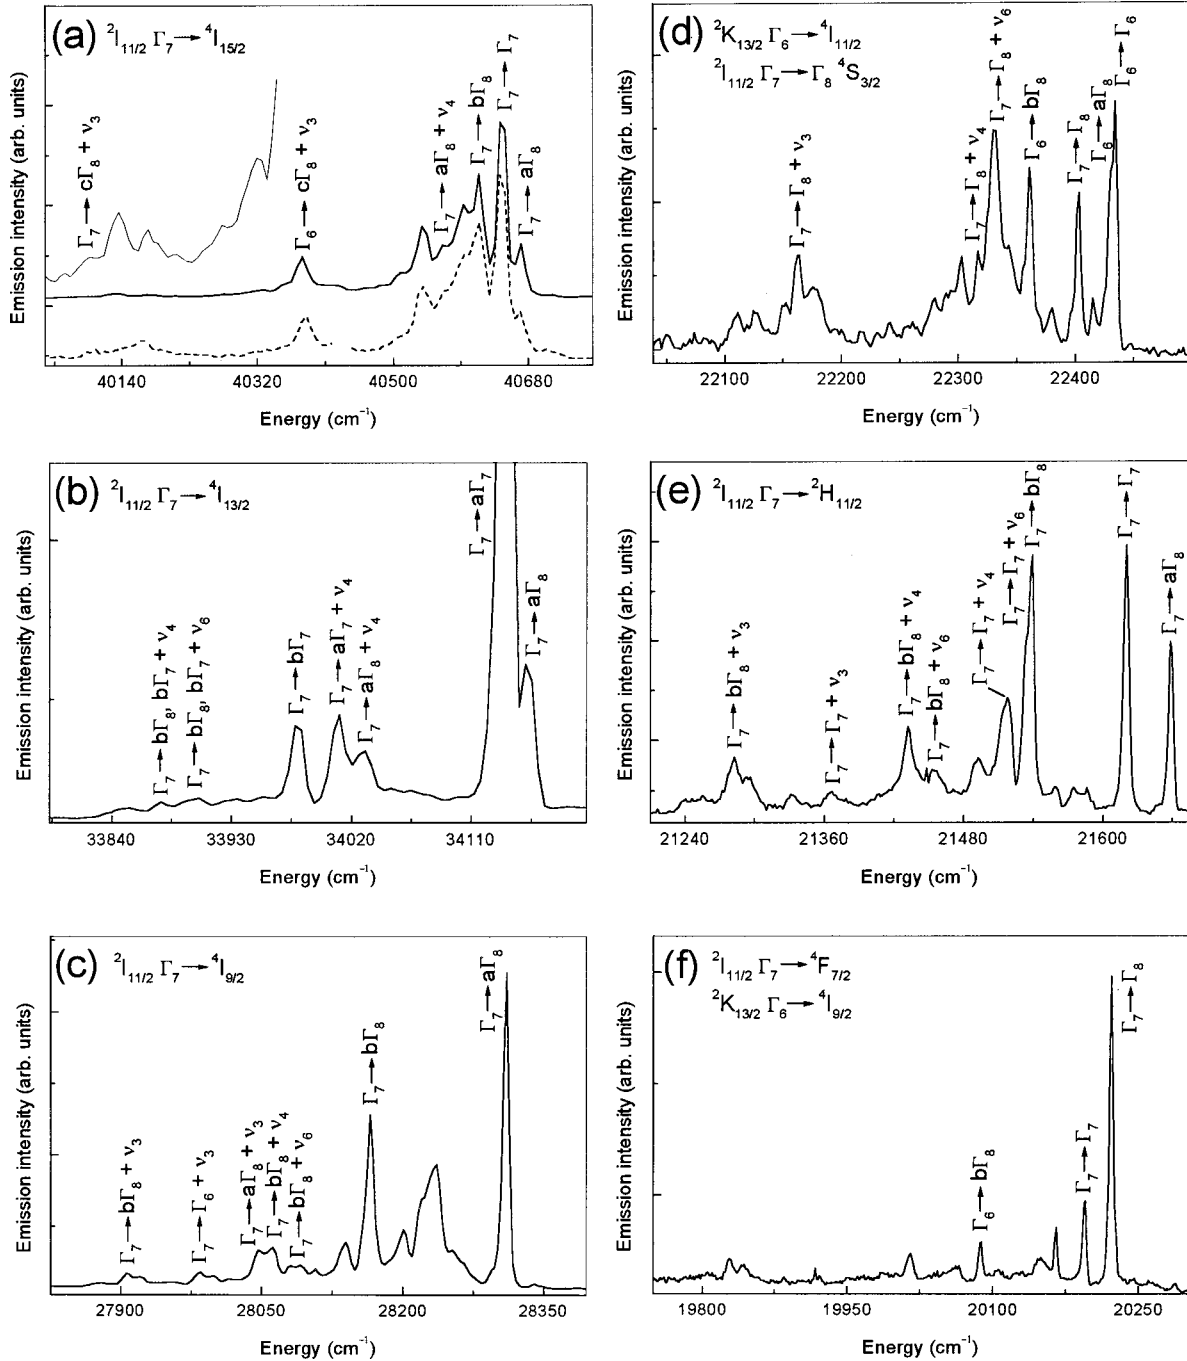 (a) ²I₁₁/₂ Γ₇ → ⁴I₁₅/₂
Γ₇ → cΓ₈ + ν₃
Γ₆ → cΓ₈ + ν₃
Γ₇ → aΓ₈ + ν₄
Γ₇ → bΓ₈
Γ₇ → Γ₇
Γ₇ → aΓ₈
Emission intensity (arb. units)
40140 40320 40500 40680
Energy (cm⁻¹)
(b) ²I₁₁/₂ Γ₇ → ⁴I₁₃/₂
Γ₇ → bΓ₈, bΓ₇ + ν₄
Γ₇ → bΓ₈, bΓ₇ + ν₆
Γ₇ → bΓ₇
Γ₇ → aΓ₇ + ν₄
Γ₇ → aΓ₈ + ν₄
Γ₇ → aΓ₇
Γ₇ → aΓ₈
Emission intensity (arb. units)
33840 33930 34020 34110
Energy (cm⁻¹)
(c) ²I₁₁/₂ Γ₇ → ⁴I₉/₂
Γ₇ → bΓ₈ + ν₃
Γ₇ → Γ₆ + ν₃
Γ₇ → aΓ₈ + ν₃
Γ₇ → bΓ₈ + ν₄
Γ₇ → bΓ₈ + ν₆
Γ₇ → bΓ₈
Γ₇ → aΓ₈
Emission intensity (arb. units)
27900 28050 28200 28350
Energy (cm⁻¹)
(d) ²K₁₃/₂ Γ₆ → ⁴I₁₁/₂
²I₁₁/₂ Γ₇ → Γ₈ ⁴S₃/₂
Γ₇ → Γ₈ + ν₃
Γ₇ → Γ₈ + ν₄
Γ₇ → Γ₈ + ν₆
Γ₆ → bΓ₈
Γ₇ → Γ₈
Γ₆ → aΓ₈
Γ₆ → Γ₆
Emission intensity (arb. units)
22100 22200 22300 22400
Energy (cm⁻¹)
(e) ²I₁₁/₂ Γ₇ → ²H₁₁/₂
Γ₇ → bΓ₈ + ν₃
Γ₇ → Γ₇ + ν₃
Γ₇ → bΓ₈ + ν₄
Γ₇ → bΓ₈ + ν₆
Γ₇ → Γ₇ + ν₄
Γ₇ → Γ₇ + ν₆
Γ₇ → bΓ₈
Γ₇ → Γ₇
Γ₇ → aΓ₈
Emission intensity (arb. units)
21240 21360 21480 21600
Energy (cm⁻¹)
(f) ²I₁₁/₂ Γ₇ → ⁴F₇/₂
²K₁₃/₂ Γ₆ → ⁴I₉/₂
Γ₆ → bΓ₈
Γ₇ → Γ₇
Γ₇ → Γ₈
Emission intensity (arb. units)
19800 19950 20100 20250
Energy (cm⁻¹)